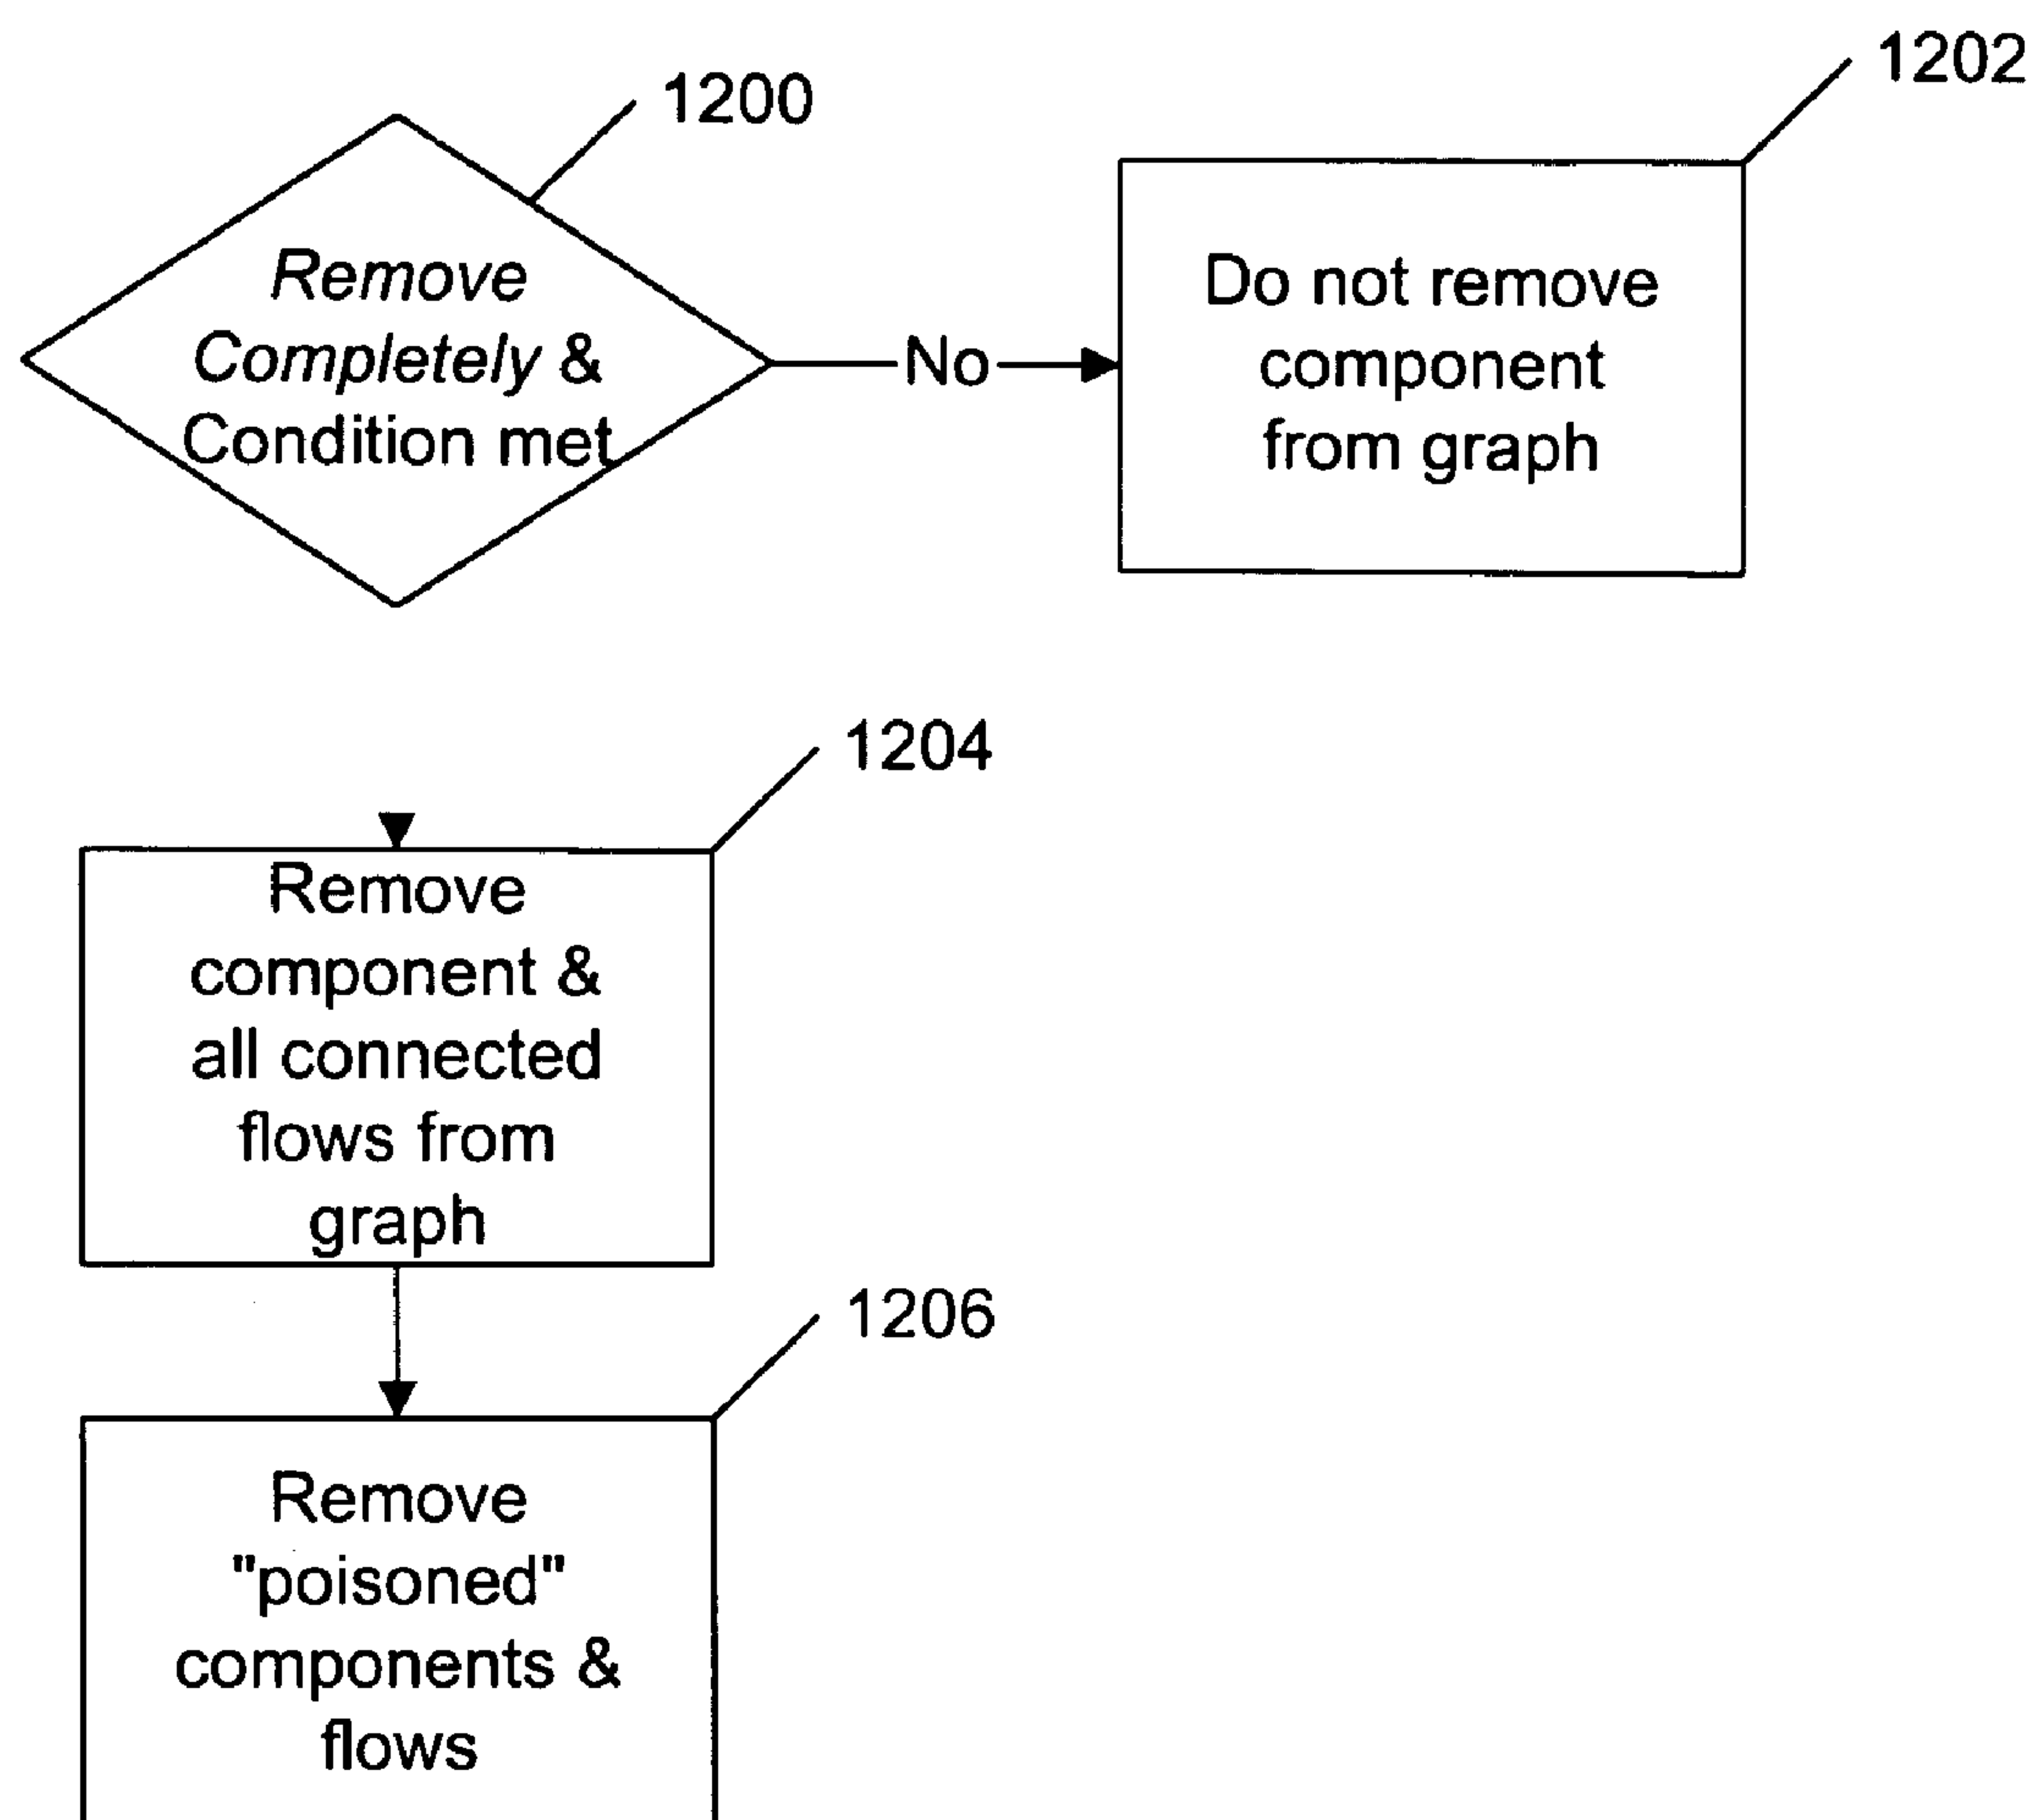 1200
1202
Remove
Completely &
Condition met
No
Do not remove
component
from graph
1204
Remove
component &
all connected
flows from
graph
1206
Remove
"poisoned"
components &
flows